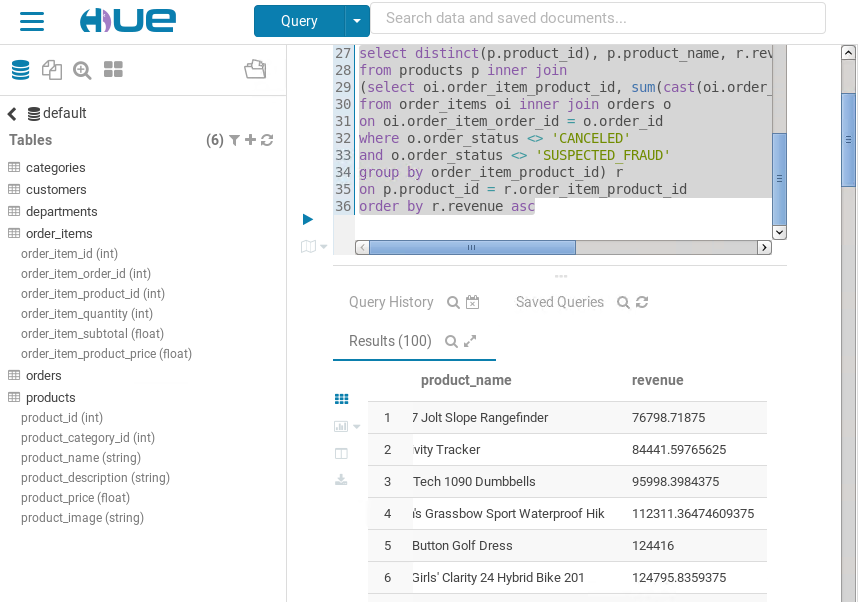 HUE
Query
Search data and saved documents...
default
Tables (6)
categories
customers
departments
order_items
order_item_id (int)
order_item_order_id (int)
order_item_product_id (int)
order_item_quantity (int)
order_item_subtotal (float)
order_item_product_price (float)
orders
products
product_id (int)
product_category_id (int)
product_name (string)
product_description (string)
product_price (float)
product_image (string)
27 select distinct(p.product_id), p.product_name, r.rev
28 from products p inner join
29 (select oi.order_item_product_id, sum(cast(oi.order_
30 from order_items oi inner join orders o
31 on oi.order_item_order_id = o.order_id
32 where o.order_status <> 'CANCELED'
33 and o.order_status <> 'SUSPECTED_FRAUD'
34 group by order_item_product_id) r
35 on p.product_id = r.order_item_product_id
36 order by r.revenue asc
Query History Saved Queries
Results (100)
product_name revenue
1 7 Jolt Slope Rangefinder 76798.71875
2 vity Tracker 84441.59765625
3 Tech 1090 Dumbbells 95998.3984375
4 's Grassbow Sport Waterproof Hik 112311.36474609375
5 Button Golf Dress 124416
6 Girls' Clarity 24 Hybrid Bike 201 124795.8359375